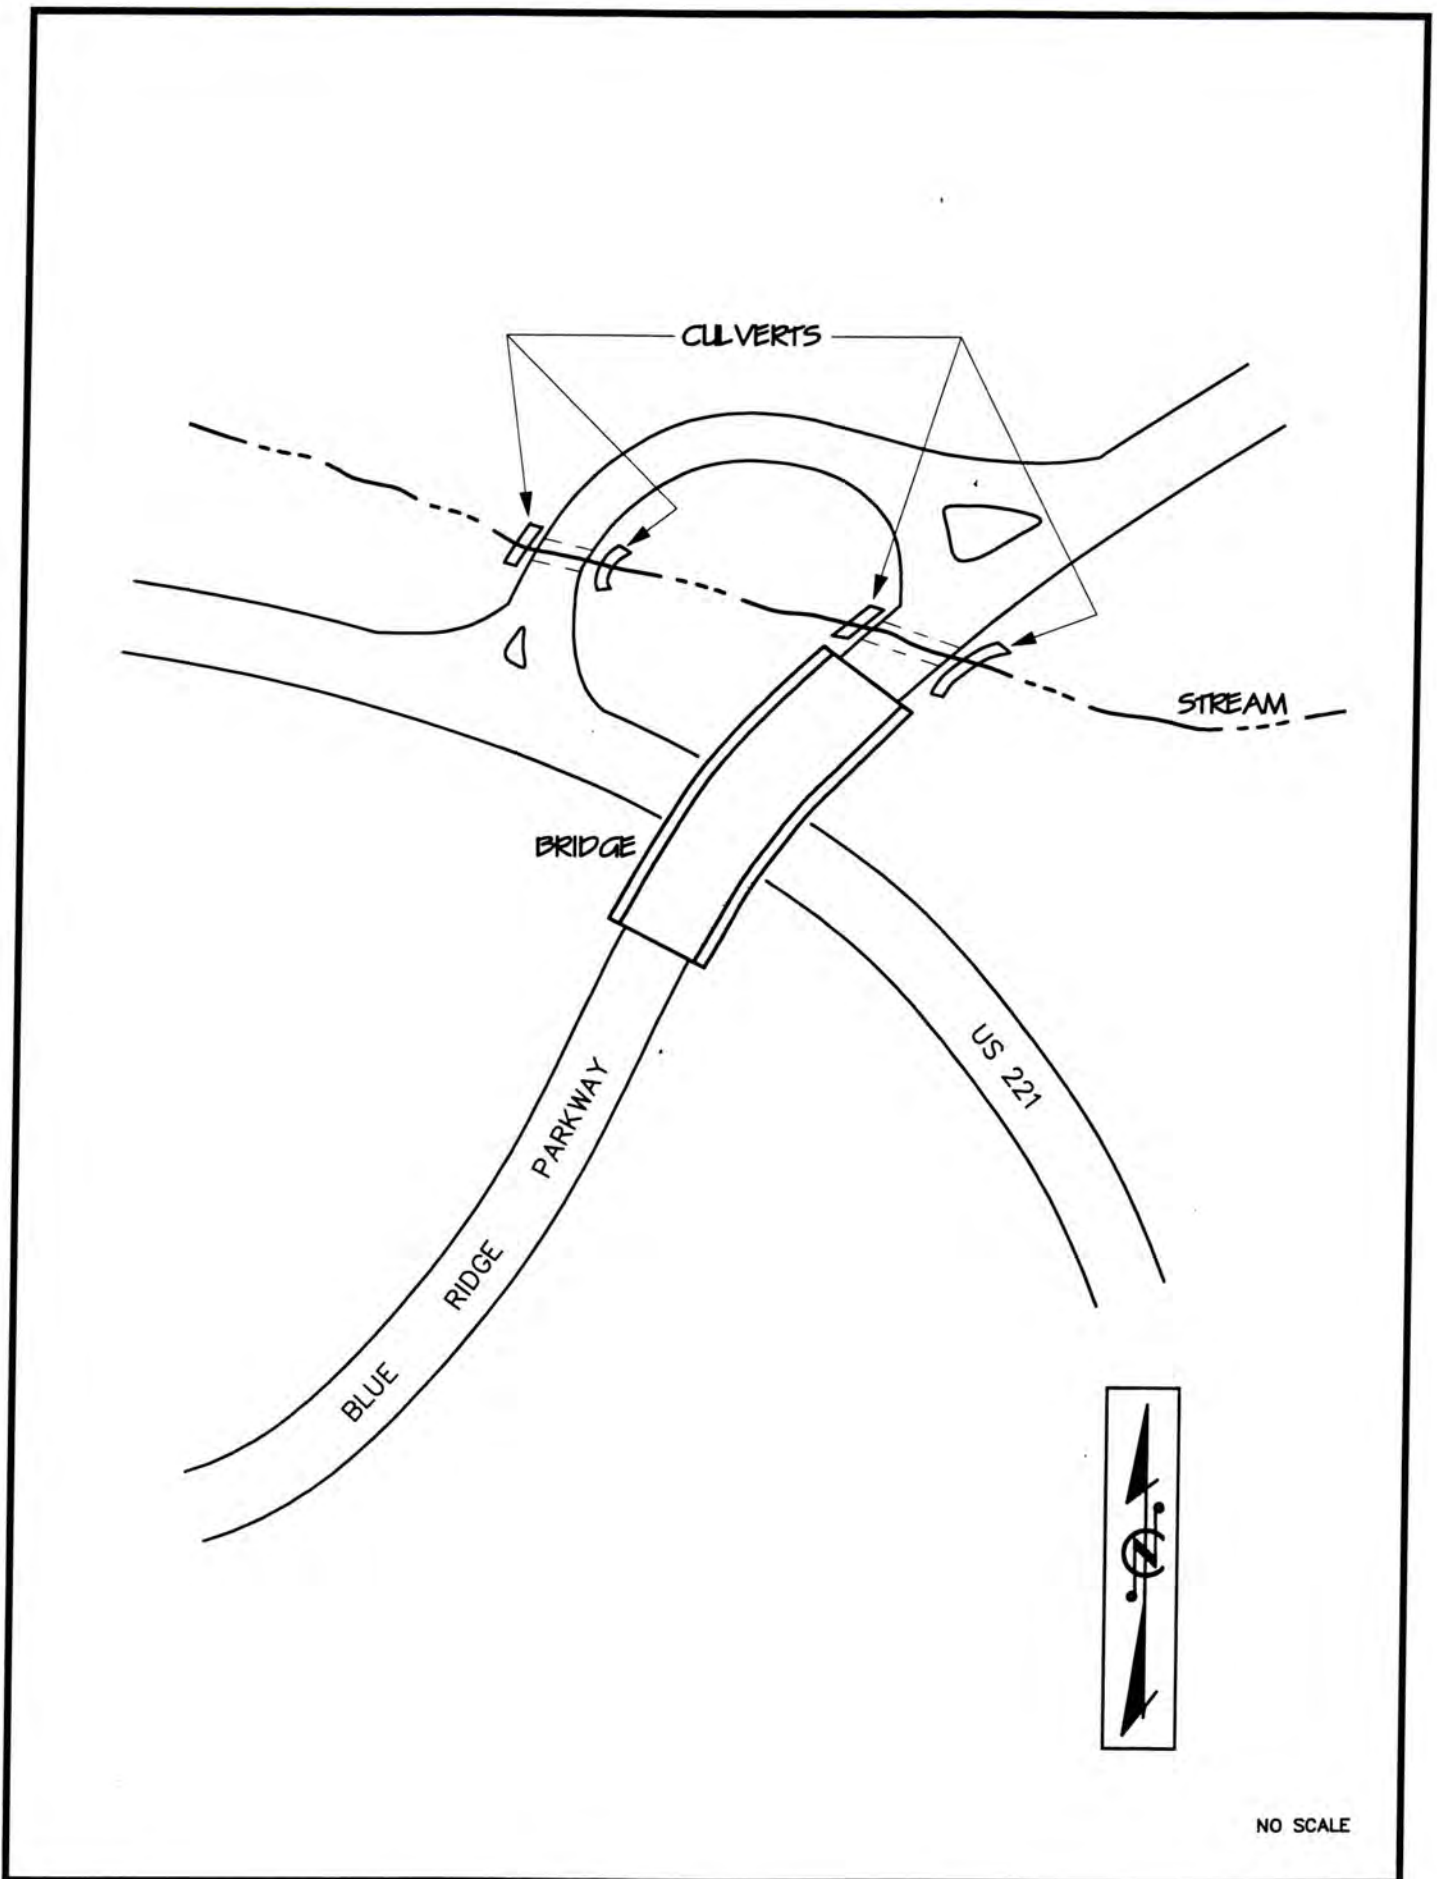 CULVERTS
STREAM
BRIDGE
US 221
BLUE RIDGE PARKWAY
N
NO SCALE